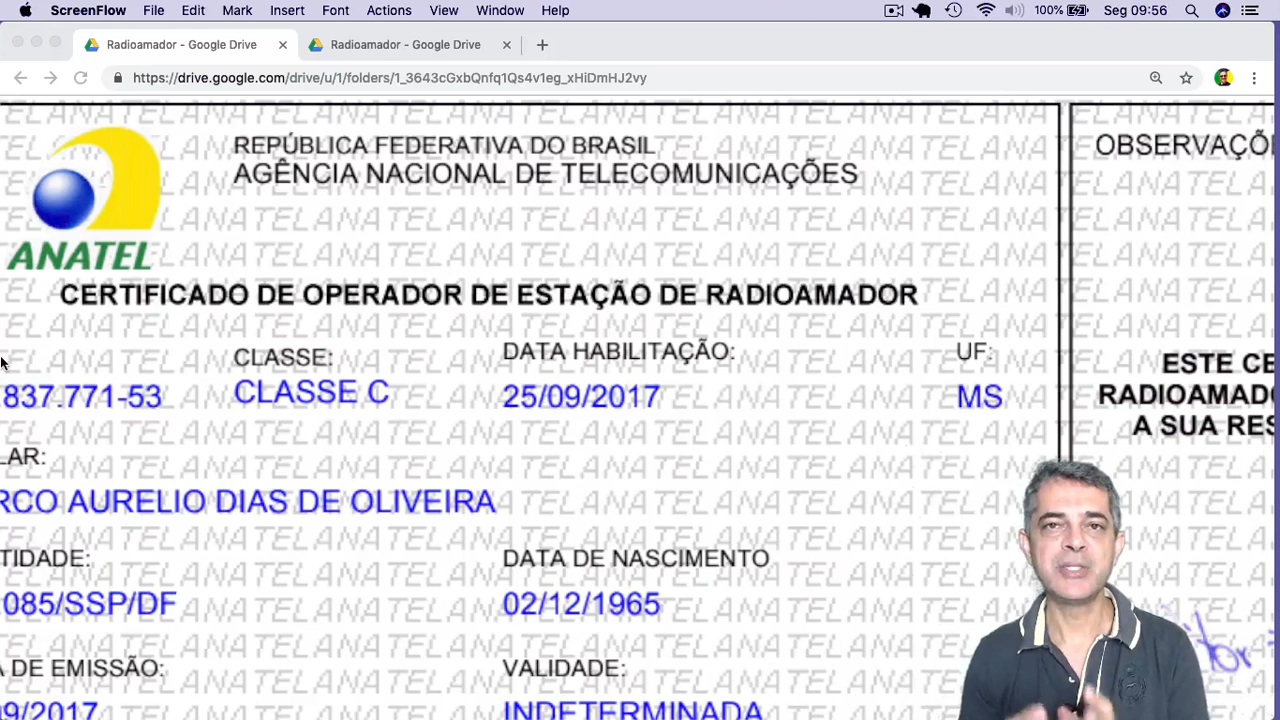 ScreenFlow File Edit Mark Insert Font Actions View Window Help 100% Seg 09:56
Radioamador - Google Drive Radioamador - Google Drive
https://drive.google.com/drive/u/1/folders/1_3643cGxbQnfq1Qs4v1eg_xHiDmHJ2vy
REPÚBLICA FEDERATIVA DO BRASIL
AGÊNCIA NACIONAL DE TELECOMUNICAÇÕES
ANATEL
CERTIFICADO DE OPERADOR DE ESTAÇÃO DE RADIOAMADOR
CLASSE: DATA HABILITAÇÃO: UF:
837.771-53 CLASSE C 25/09/2017 MS
LAR:
RCO AURELIO DIAS DE OLIVEIRA
TIDADE: DATA DE NASCIMENTO
085/SSP/DF 02/12/1965
A DE EMISSÃO: VALIDADE:
09/2017 INDETERMINADA
OBSERVAÇÕ
ESTE CE
RADIOAMADO
A SUA RES